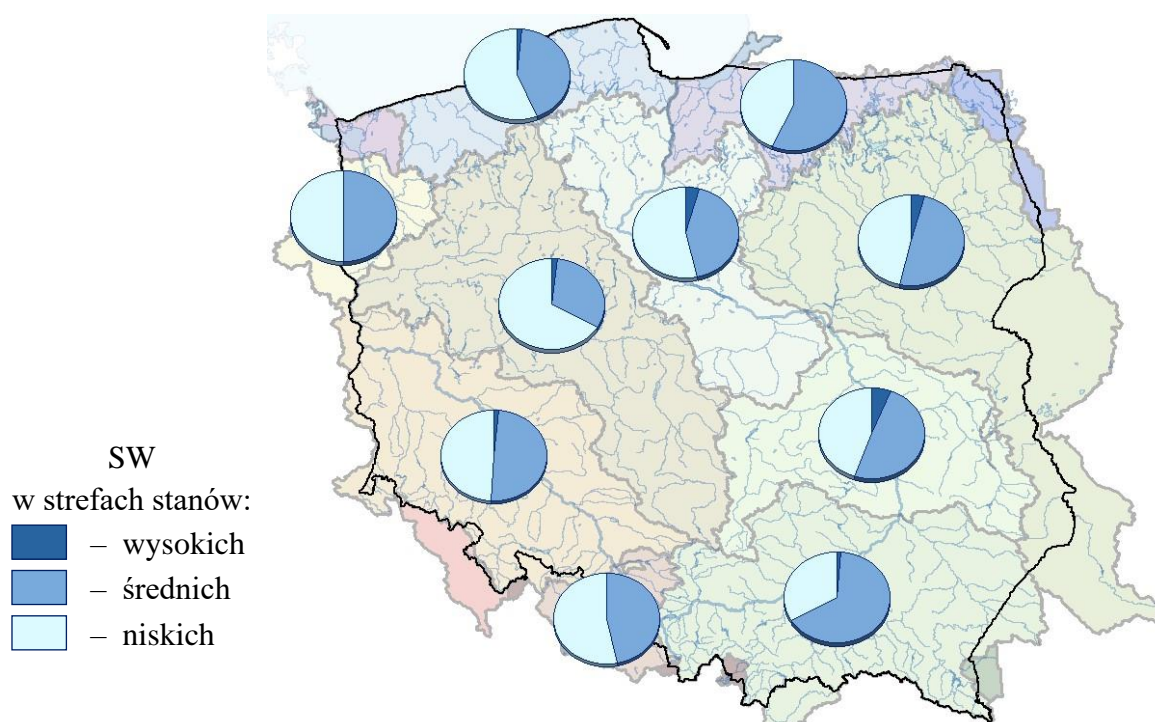 SW
w strefach stanów:
– wysokich
– średnich
– niskich